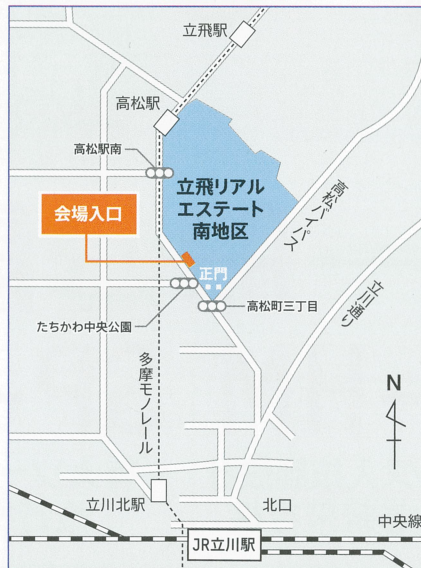 立飛駅
高松駅
高松駅南
立飛リアル
エステート
南地区
高松バイパス
会場入口
正門
たちかわ中央公園
高松町三丁目
立川通り
多摩モノレール
N
立川北駅
北口
中央線
JR立川駅